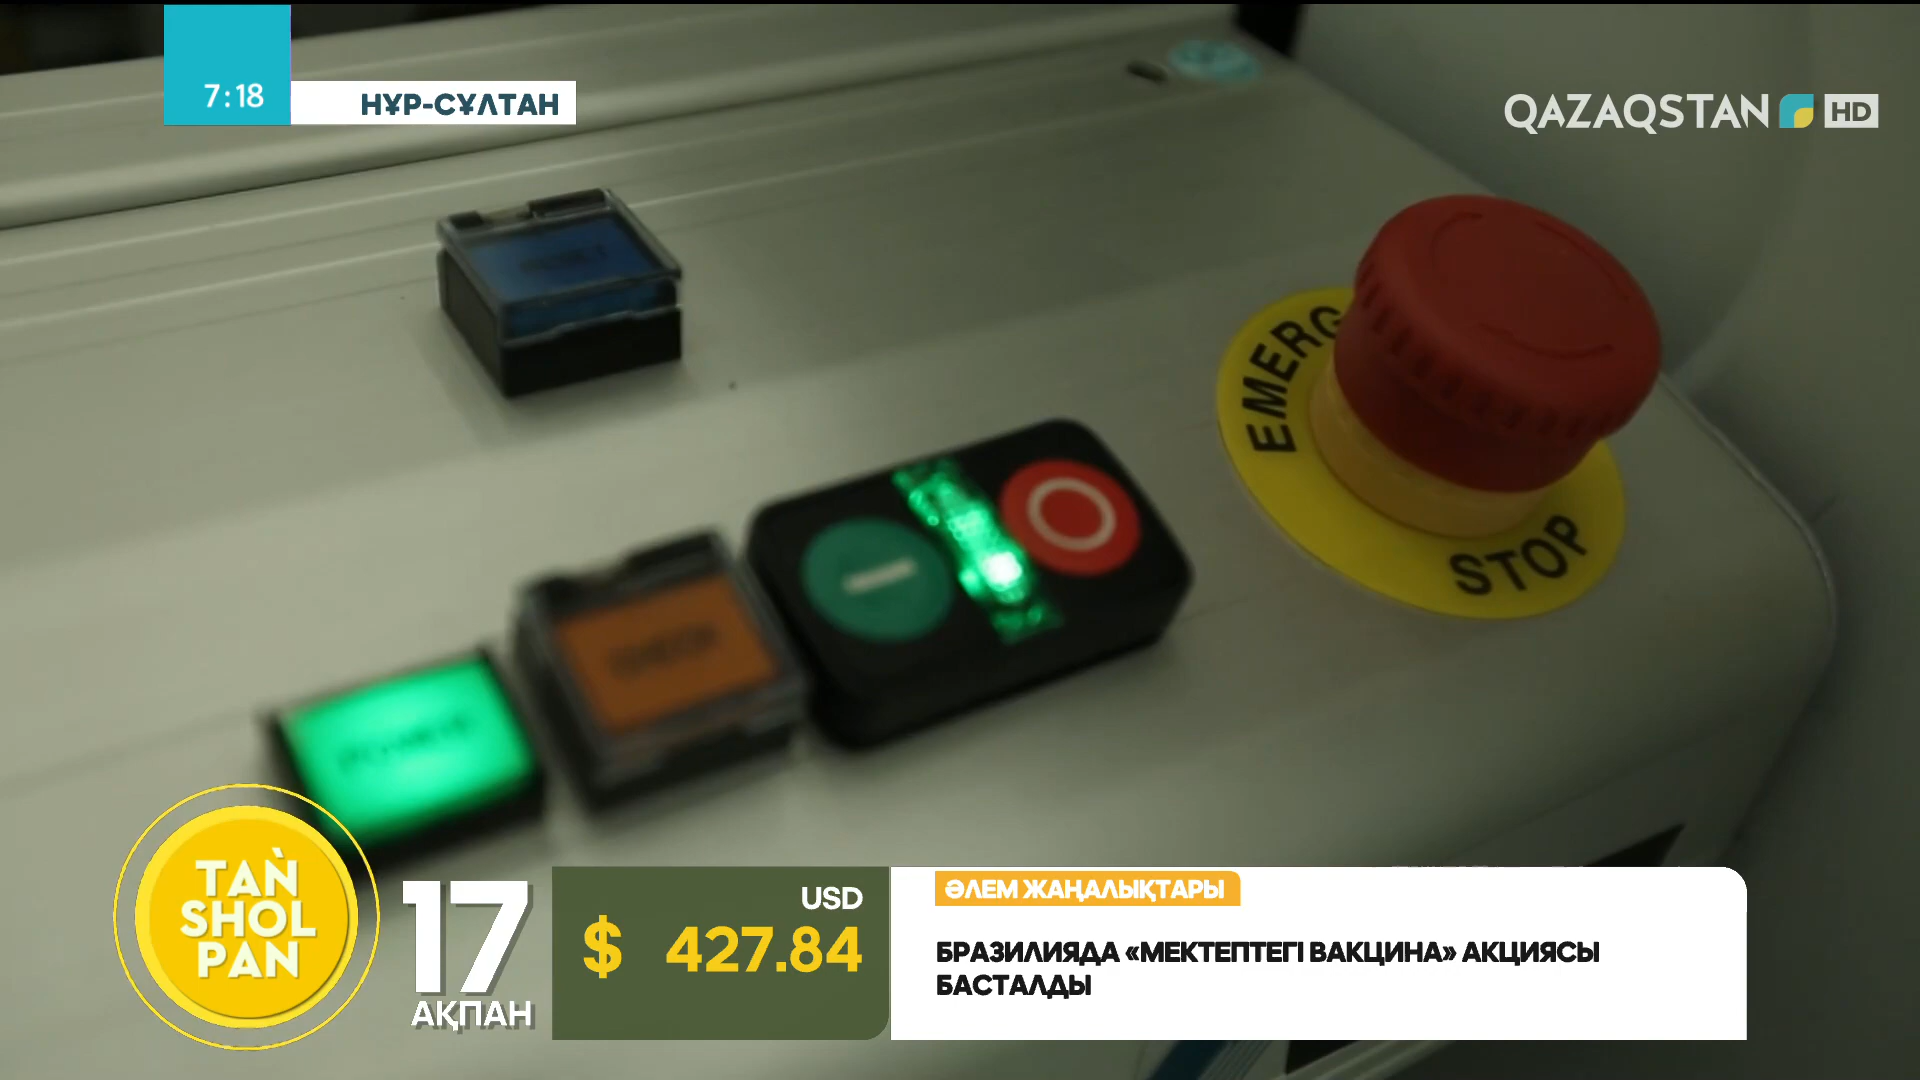 7:18
НҰР-СҰЛТАН
QAZAQSTAN HD
EMERG
STOP
TAŃ
SHOL
PAN
17
АҚПАН
USD
$ 427.84
ӘЛЕМ ЖАҢАЛЫҚТАРЫ
БРАЗИЛИЯДА «МЕКТЕПТЕГІ ВАКЦИНА» АКЦИЯСЫ
БАСТАЛДЫ